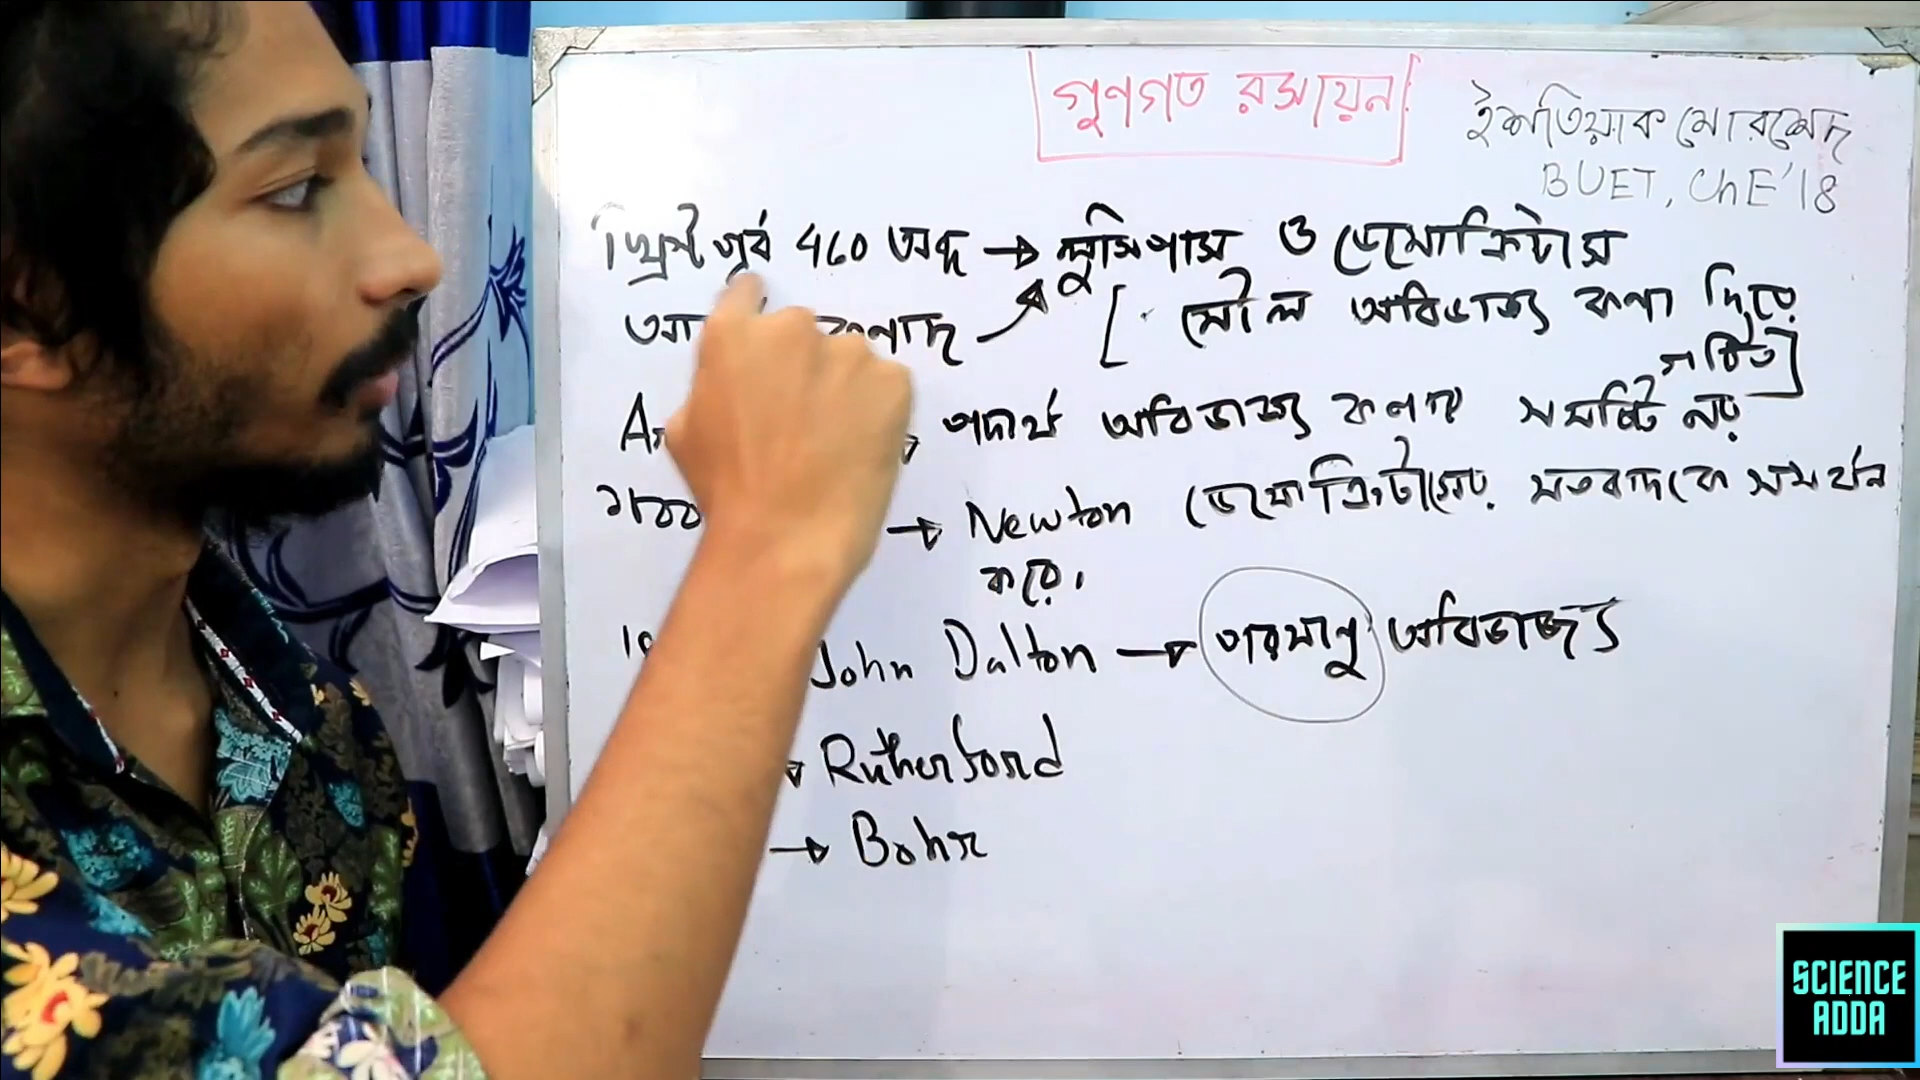 গুণগত রসায়ন
ইশতিয়াক মোরশেদ
BUET, ChE'18
খ্রিস্ট পূর্ব 460 অব্দ → লুসিপাস ও ডেমোক্রিটাস
→ [ মৌল অবিভাজ্য কণা দিয়ে
গঠিত]
পদার্থ অবিভাজ্য কণার সমষ্টি নয়
→ Newton ডেমোক্রিটাসের মতবাদকে সমর্থন
করে।
John Dalton → পরমাণু অবিভাজ্য
Rutherford
→ Bohr
SCIENCE
ADDA